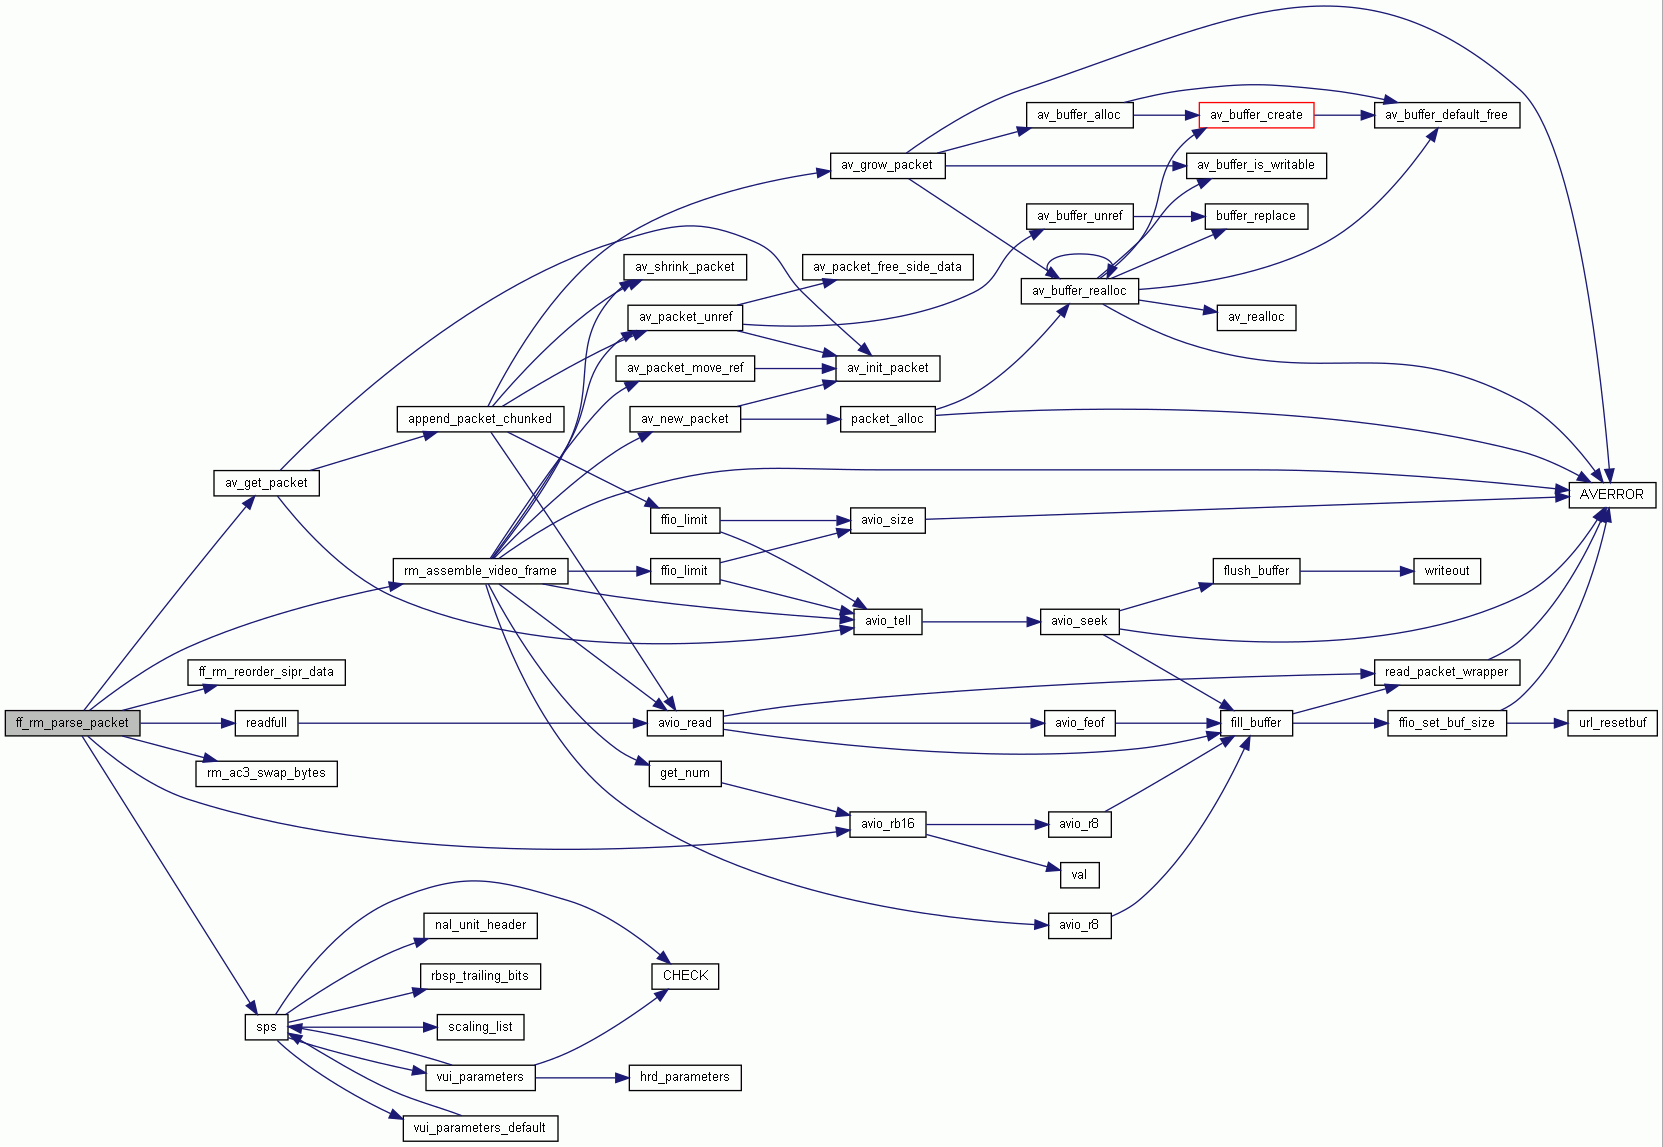 av_buffer_alloc
av_buffer_create
av_buffer_default_free
av_grow_packet
av_buffer_is_writable
av_buffer_unref
buffer_replace
av_shrink_packet
av_packet_free_side_data
av_buffer_realloc
av_packet_unref
av_realloc
av_packet_move_ref
av_init_packet
append_packet_chunked
av_new_packet
packet_alloc
av_get_packet
AVERROR
ffio_limit
avio_size
rm_assemble_video_frame
ffio_limit
flush_buffer
writeout
avio_tell
avio_seek
ff_rm_reorder_sipr_data
read_packet_wrapper
ff_rm_parse_packet
readfull
avio_read
avio_feof
fill_buffer
ffio_set_buf_size
url_resetbuf
rm_ac3_swap_bytes
get_num
avio_rb16
avio_r8
val
nal_unit_header
avio_r8
rbsp_trailing_bits
CHECK
sps
scaling_list
vui_parameters
hrd_parameters
vui_parameters_default